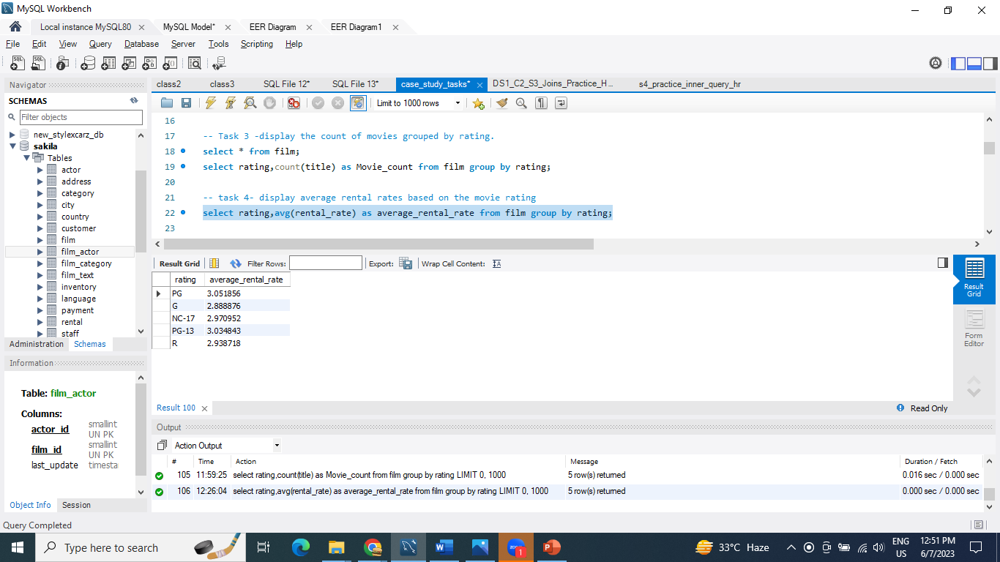 MySQL Workbench
Local instance MySQL80 MySQL Model* EER Diagram EER Diagram1
File Edit View Query Database Server Tools Scripting Help
Navigator class2 class3 SQL File 12* SQL File 13* case_study_tasks* DS1_C2_S3_Joins_Practice_H... s4_practice_inner_query_hr
SCHEMAS
Limit to 1000 rows
Filter objects
new_stylexcarz_db
sakila
Tables
actor
address
category
city
country
customer
film
film_actor
film_category
film_text
inventory
language
payment
rental
staff
Administration Schemas
16
17 -- Task 3 -display the count of movies grouped by rating.
18 select * from film;
19 select rating,count(title) as Movie_count from film group by rating;
20
21 -- task 4- display average rental rates based on the movie rating
22 select rating,avg(rental_rate) as average_rental_rate from film group by rating;
23
Result Grid Filter Rows: Export: Wrap Cell Content:
rating average_rental_rate
PG 3.051856
G 2.888876
NC-17 2.970952
PG-13 3.034843
R 2.938718
Result
Grid
Form
Editor
Information
Table: film_actor
Columns:
actor_id smallint
UN PK
film_id smallint
UN PK
last_update timesta
Object Info Session
Result 100 Read Only
Output
Action Output
# Time Action Message Duration / Fetch
105 11:59:25 select rating,count(title) as Movie_count from film group by rating LIMIT 0, 1000 5 row(s) returned 0.016 sec / 0.000 sec
106 12:26:04 select rating,avg(rental_rate) as average_rental_rate from film group by rating LIMIT 0, 1000 5 row(s) returned 0.000 sec / 0.000 sec
Query Completed
Type here to search 33°C Haze ENG 12:51 PM
US 6/7/2023